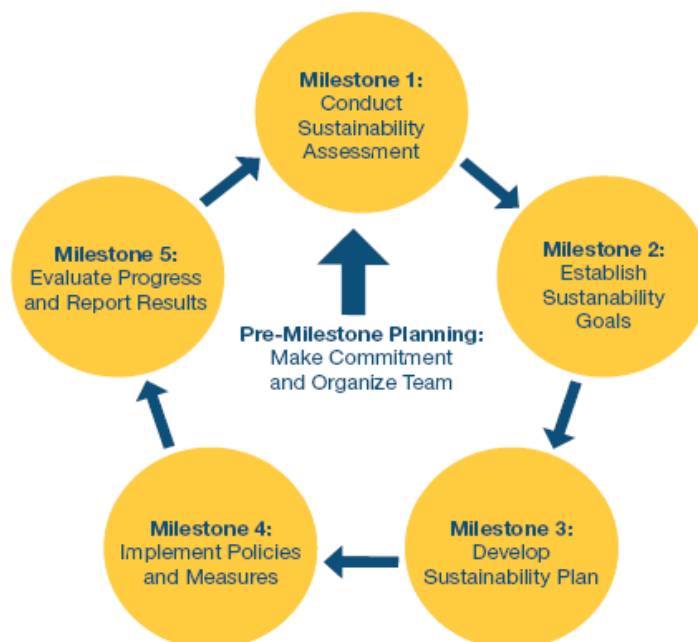 Milestone 1:
Conduct
Sustainability
Assessment
Milestone 2:
Establish
Sustanability
Goals
Milestone 3:
Develop
Sustainability Plan
Milestone 4:
Implement Policies
and Measures
Milestone 5:
Evaluate Progress
and Report Results
Pre-Milestone Planning:
Make Commitment
and Organize Team